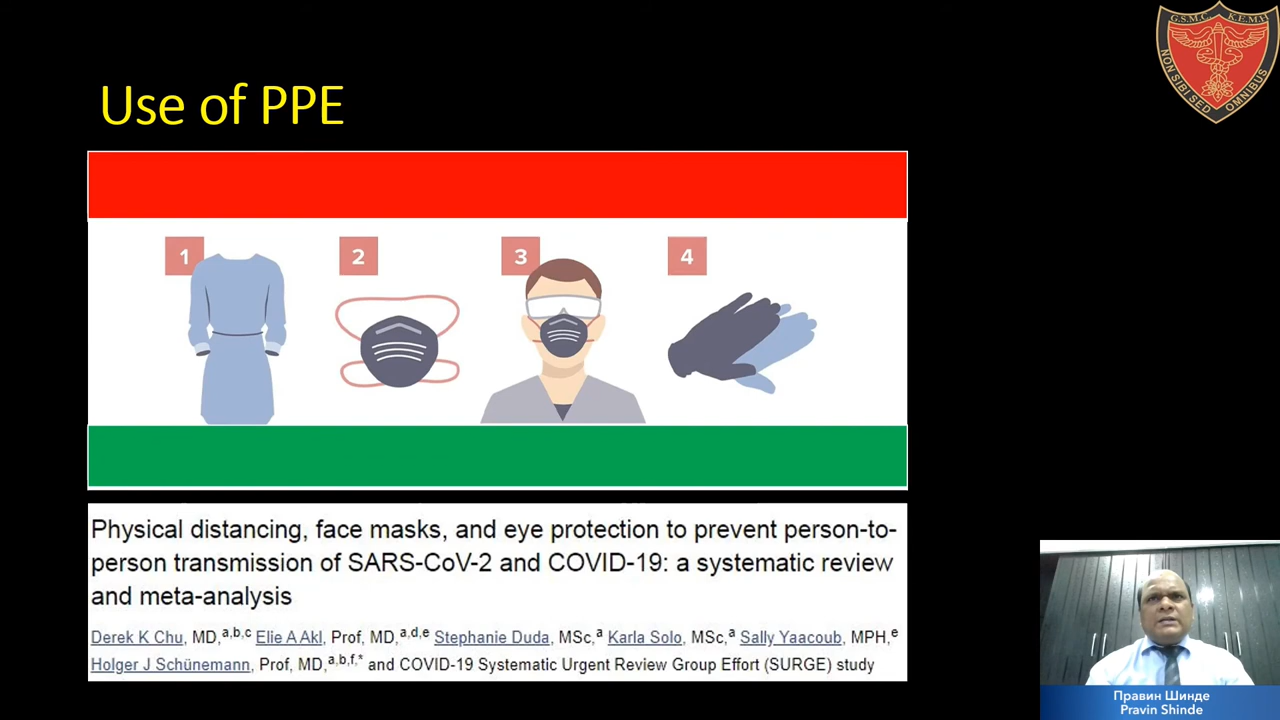 G.S.M.C. K.E.M.H.
NON SIBI SED OMNIBUS
Use of PPE
1
2
3
4
Physical distancing, face masks, and eye protection to prevent person-to-
person transmission of SARS-CoV-2 and COVID-19: a systematic review
and meta-analysis
Derek K Chu, MD,a,b,c Elie A Akl, Prof, MD,a,d,e Stephanie Duda, MSc,a Karla Solo, MSc,a Sally Yaacoub, MPH,e
Holger J Schünemann, Prof, MD,a,b,f,* and COVID-19 Systematic Urgent Review Group Effort (SURGE) study
Правин Шинде
Pravin Shinde